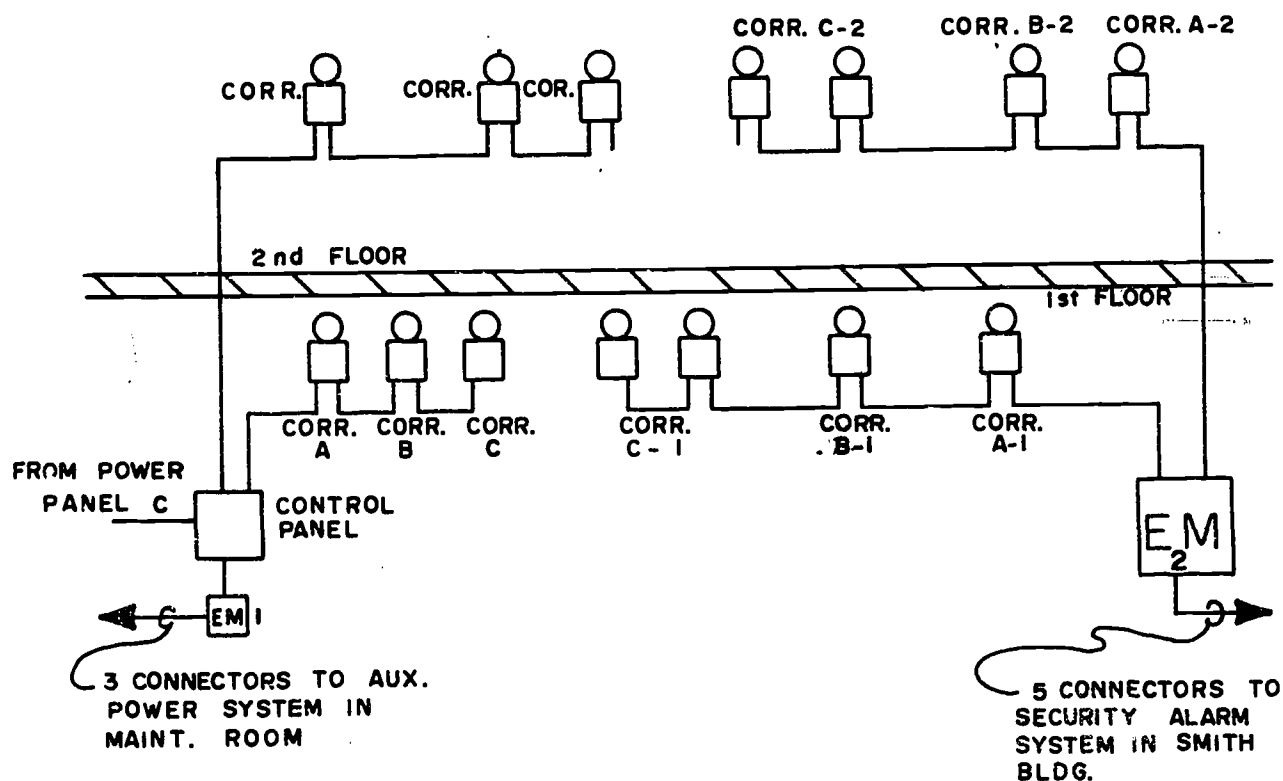 CORR. C-2
CORR. B-2
CORR. A-2
CORR.
CORR.
COR.
2nd FLOOR
1st FLOOR
CORR.
A
CORR.
B
CORR.
C
CORR.
C-1
CORR.
B-1
CORR.
A-1
FROM POWER
PANEL C
CONTROL
PANEL
E2M
EM 1
3 CONNECTORS TO AUX.
POWER SYSTEM IN
MAINT. ROOM
5 CONNECTORS TO
SECURITY ALARM
SYSTEM IN SMITH
BLDG.